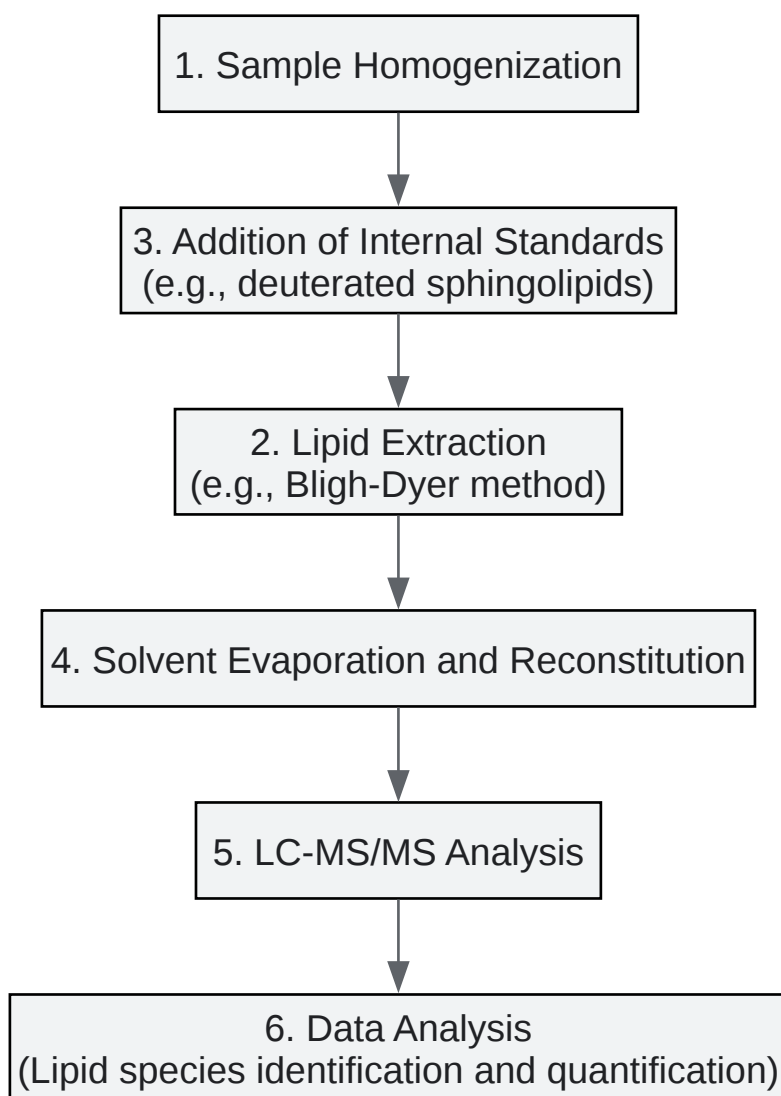 1. Sample Homogenization
3. Addition of Internal Standards
(e.g., deuterated sphingolipids)
2. Lipid Extraction
(e.g., Bligh-Dyer method)
4. Solvent Evaporation and Reconstitution
5. LC-MS/MS Analysis
6. Data Analysis
(Lipid species identification and quantification)